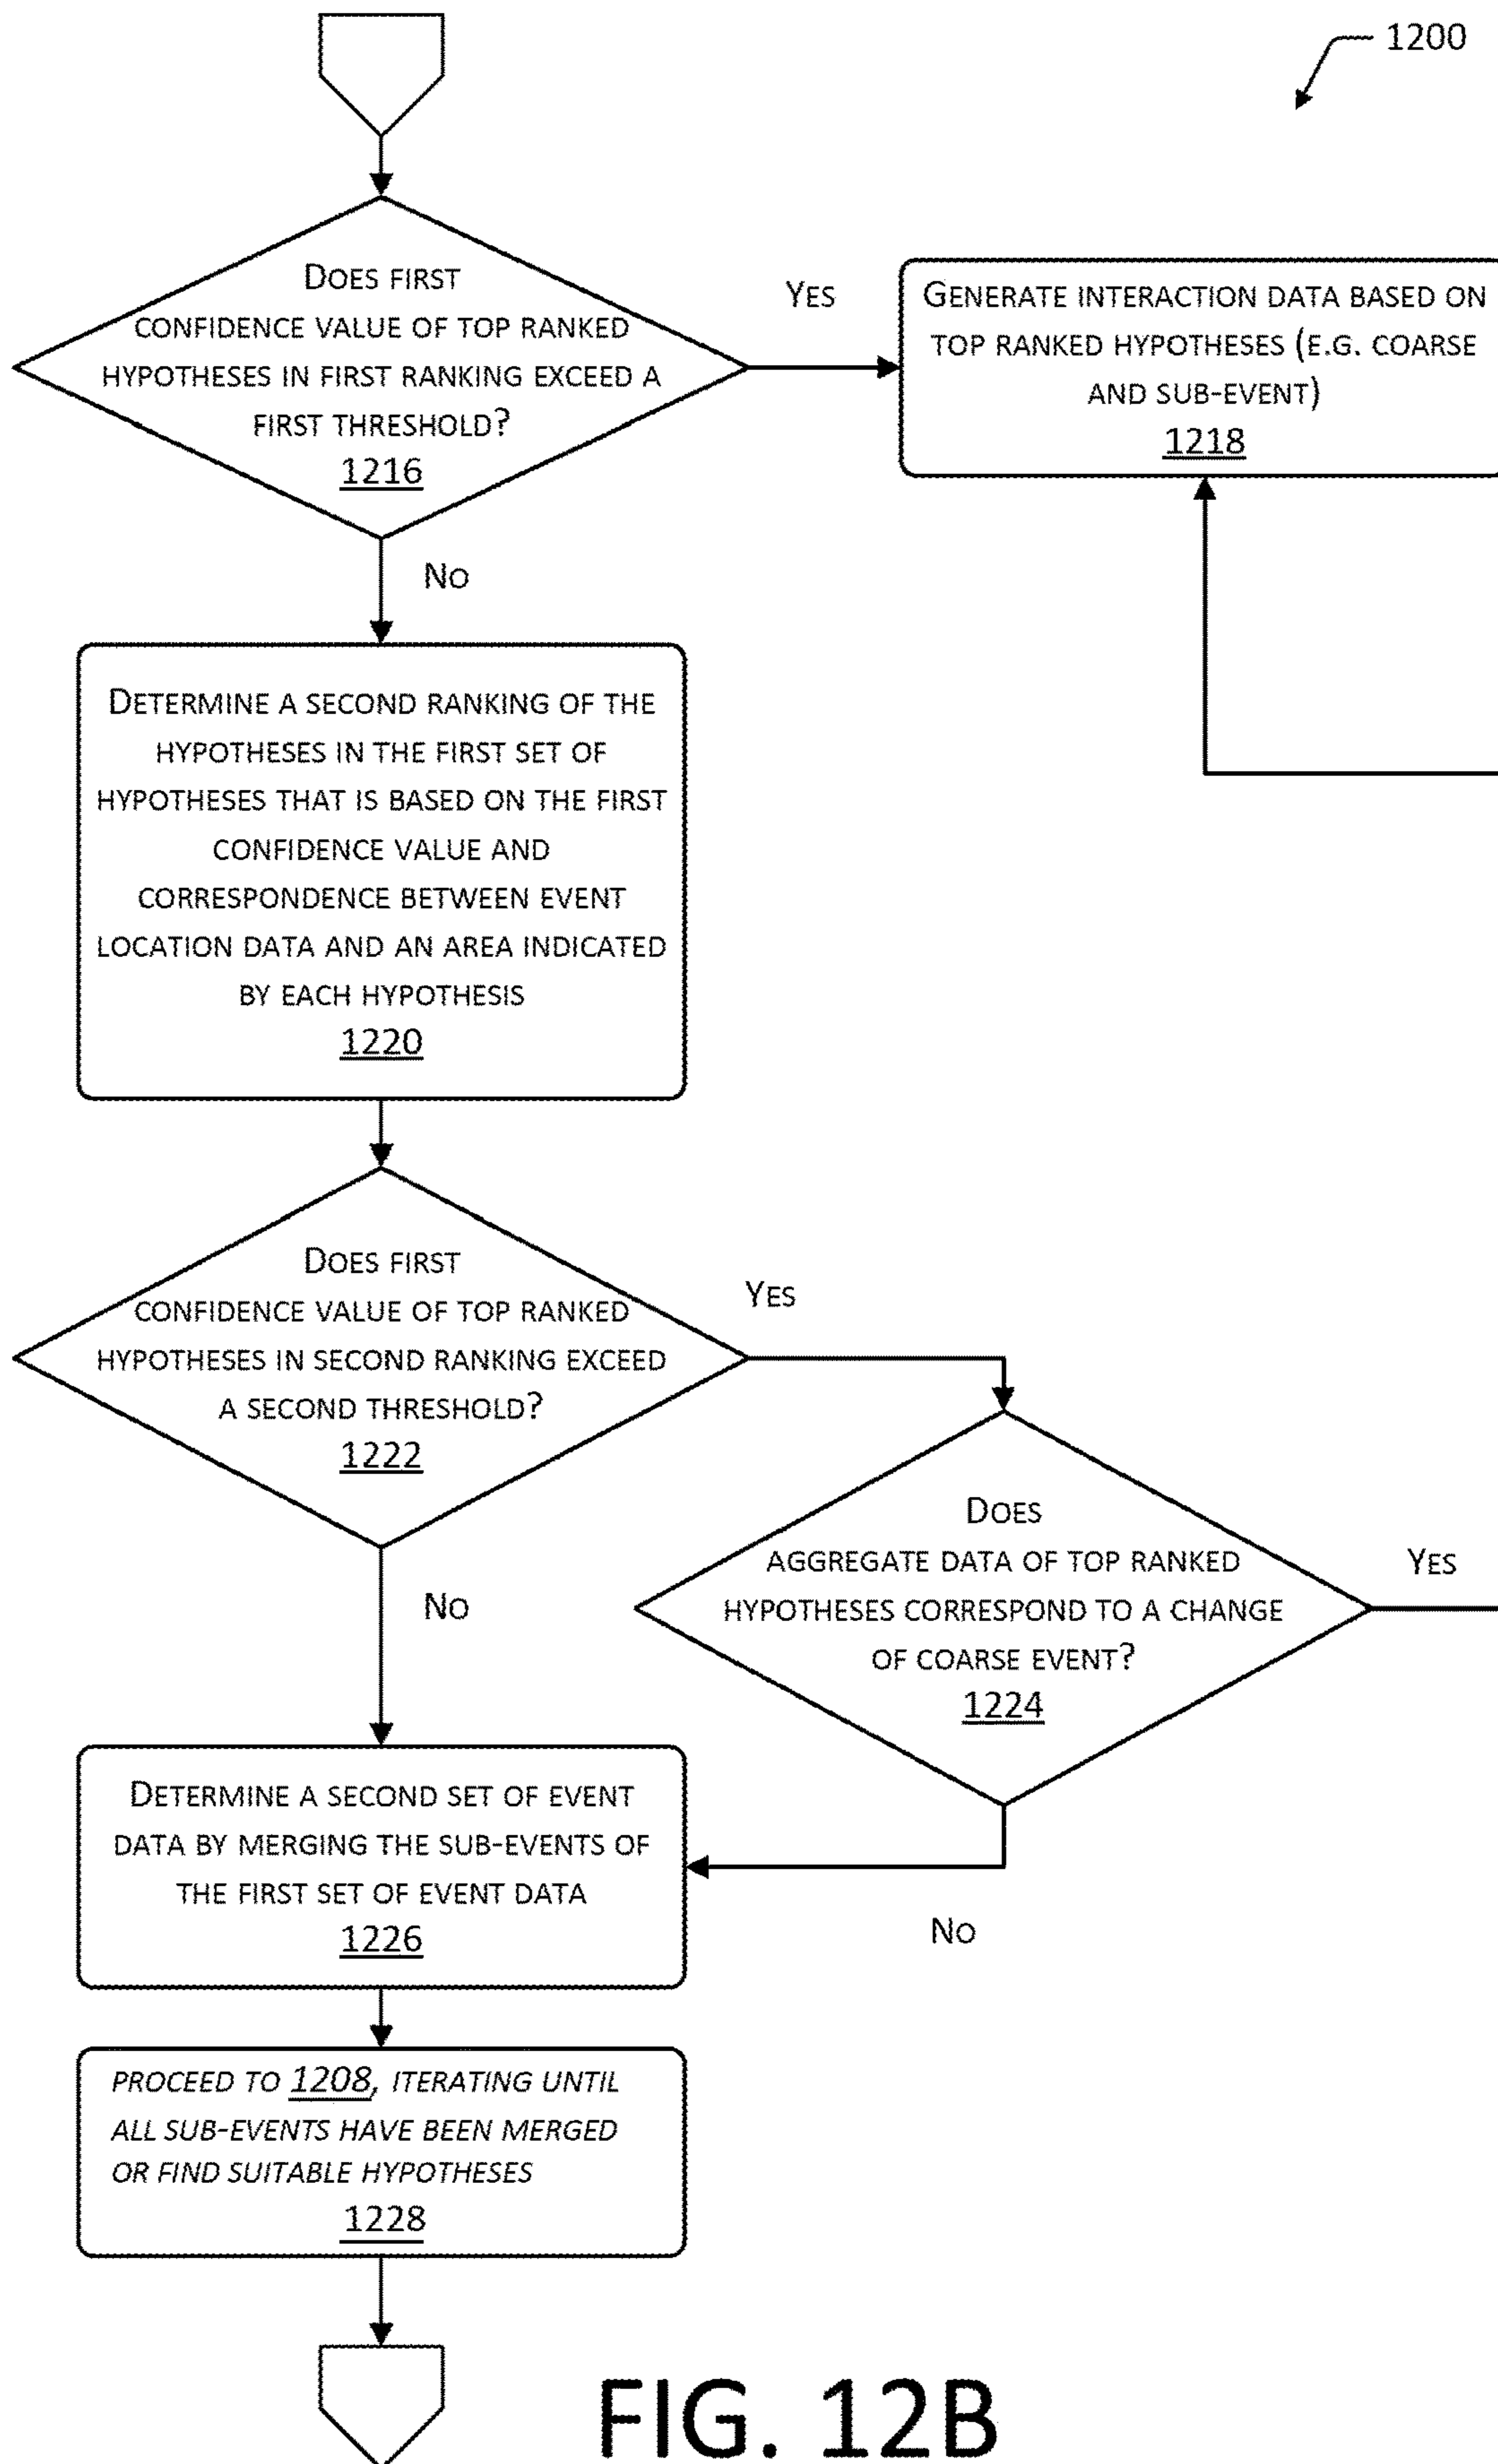 1200
DOES FIRST
CONFIDENCE VALUE OF TOP RANKED
HYPOTHESES IN FIRST RANKING EXCEED A
FIRST THRESHOLD?
1216
YES
GENERATE INTERACTION DATA BASED ON
TOP RANKED HYPOTHESES (E.G. COARSE
AND SUB-EVENT)
1218
NO
DETERMINE A SECOND RANKING OF THE
HYPOTHESES IN THE FIRST SET OF
HYPOTHESES THAT IS BASED ON THE FIRST
CONFIDENCE VALUE AND
CORRESPONDENCE BETWEEN EVENT
LOCATION DATA AND AN AREA INDICATED
BY EACH HYPOTHESIS
1220
DOES FIRST
CONFIDENCE VALUE OF TOP RANKED
HYPOTHESES IN SECOND RANKING EXCEED
A SECOND THRESHOLD?
1222
YES
DOES
AGGREGATE DATA OF TOP RANKED
HYPOTHESES CORRESPOND TO A CHANGE
OF COARSE EVENT?
1224
YES
NO
DETERMINE A SECOND SET OF EVENT
DATA BY MERGING THE SUB-EVENTS OF
THE FIRST SET OF EVENT DATA
1226
NO
PROCEED TO 1208, ITERATING UNTIL
ALL SUB-EVENTS HAVE BEEN MERGED
OR FIND SUITABLE HYPOTHESES
1228
FIG. 12B